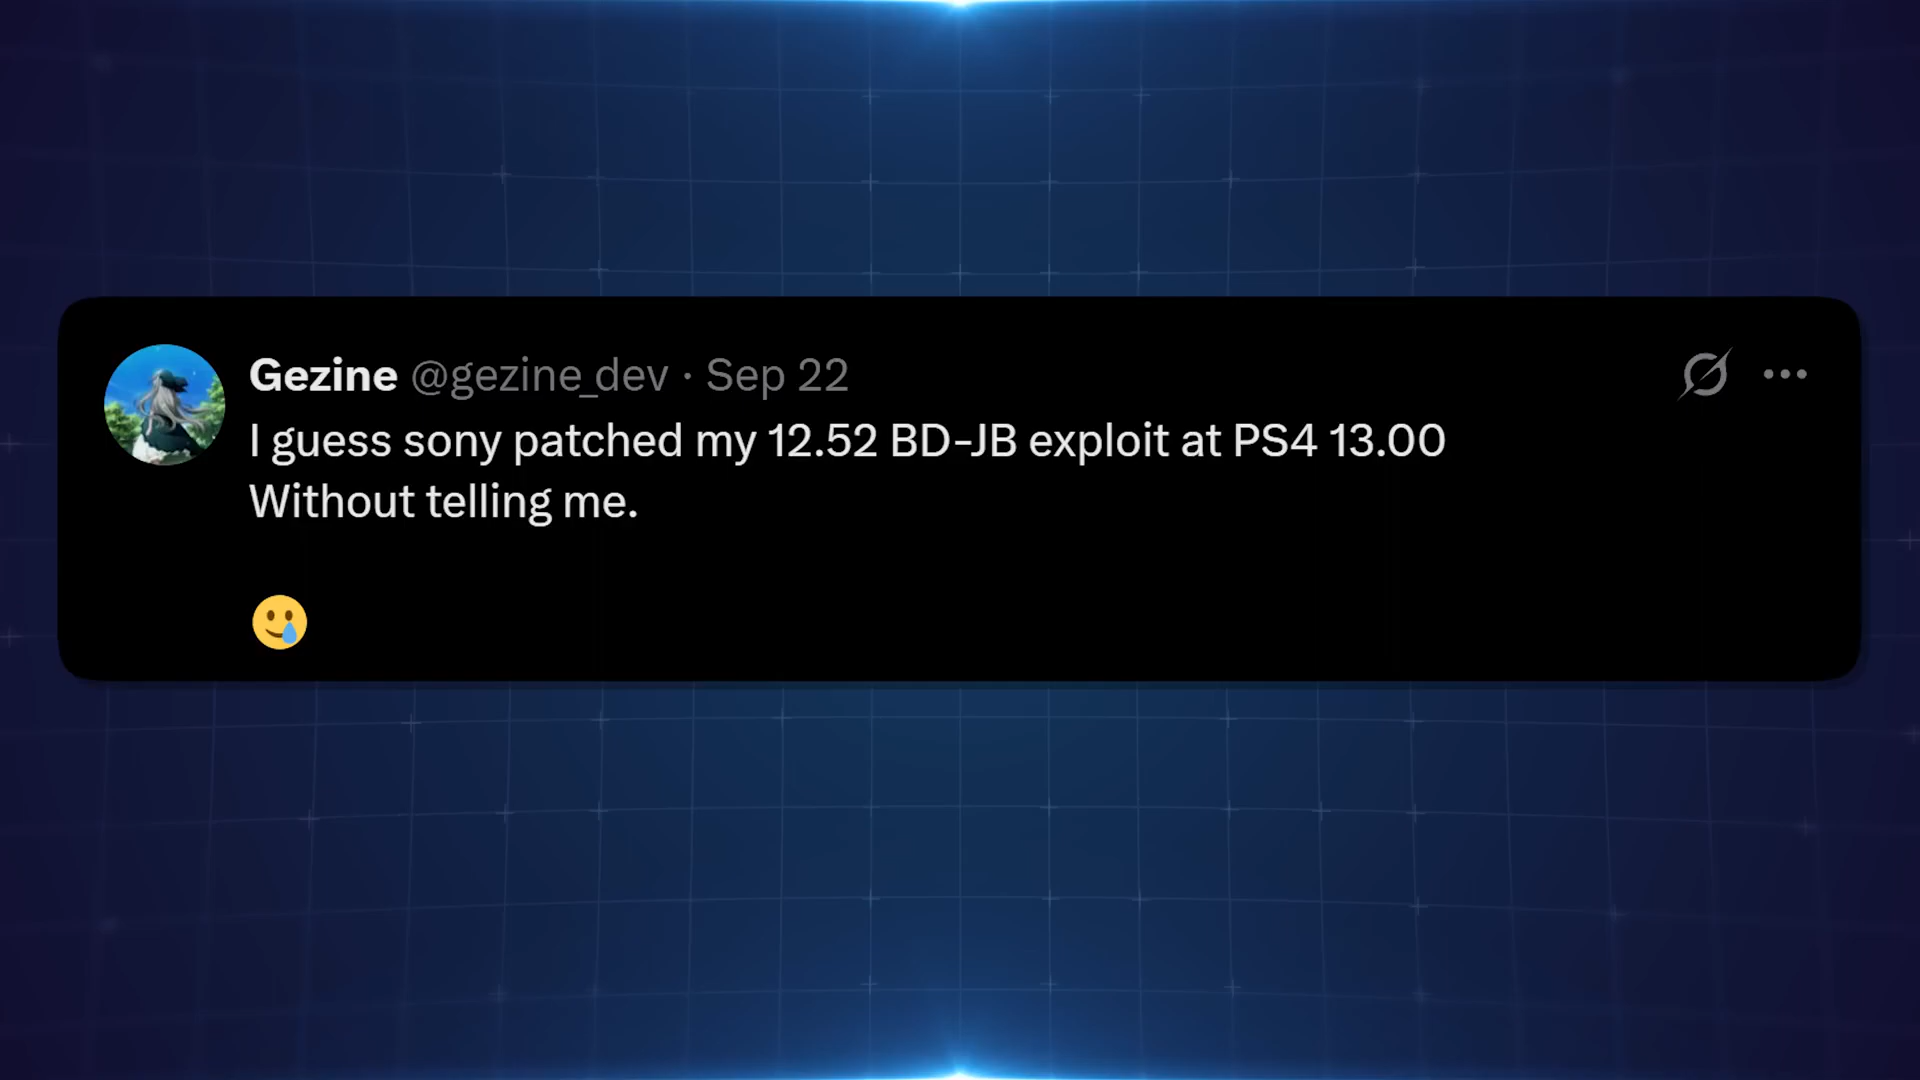 Gezine @gezine_dev · Sep 22
I guess sony patched my 12.52 BD-JB exploit at PS4 13.00
Without telling me.
🥲